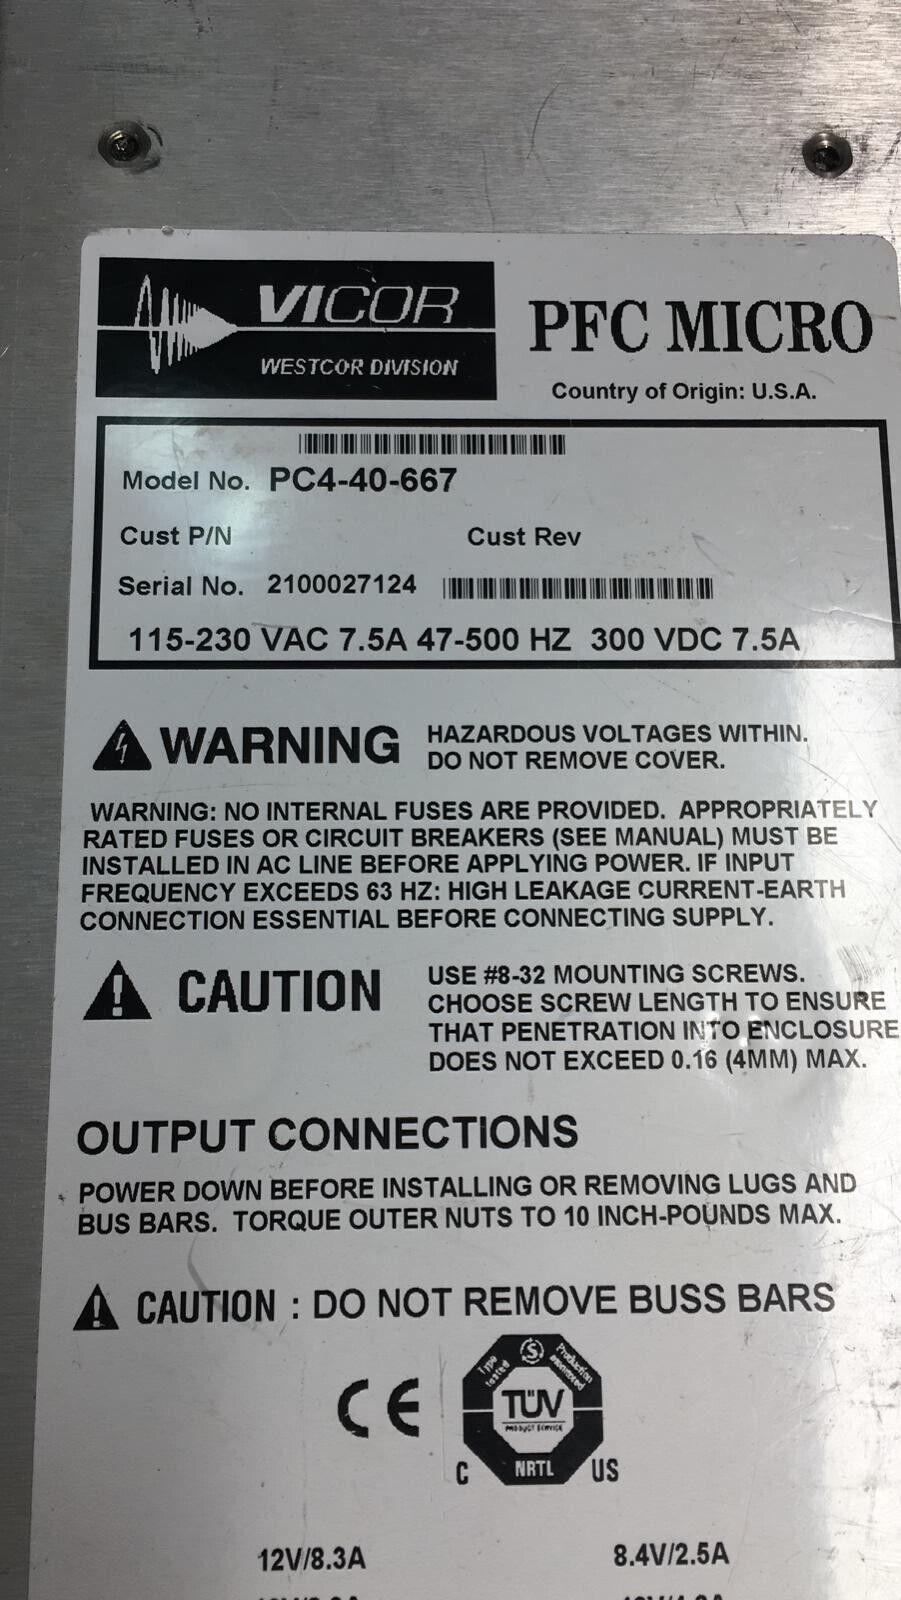 VICOR
WESTCOR DIVISION
PFC MICRO
Country of Origin: U.S.A.
Model No. PC4-40-667
Cust P/N Cust Rev
Serial No. 2100027124
115-230 VAC 7.5A 47-500 HZ 300 VDC 7.5A
WARNING
HAZARDOUS VOLTAGES WITHIN.
DO NOT REMOVE COVER.
WARNING: NO INTERNAL FUSES ARE PROVIDED. APPROPRIATELY
RATED FUSES OR CIRCUIT BREAKERS (SEE MANUAL) MUST BE
INSTALLED IN AC LINE BEFORE APPLYING POWER. IF INPUT
FREQUENCY EXCEEDS 63 HZ: HIGH LEAKAGE CURRENT-EARTH
CONNECTION ESSENTIAL BEFORE CONNECTING SUPPLY.
CAUTION
USE #8-32 MOUNTING SCREWS.
CHOOSE SCREW LENGTH TO ENSURE
THAT PENETRATION INTO ENCLOSURE
DOES NOT EXCEED 0.16 (4MM) MAX.
OUTPUT CONNECTIONS
POWER DOWN BEFORE INSTALLING OR REMOVING LUGS AND
BUS BARS. TORQUE OUTER NUTS TO 10 INCH-POUNDS MAX.
CAUTION : DO NOT REMOVE BUSS BARS
CE
Type tested
S
Production
TÜV
PRODUCT SERVICE
C NRTL US
12V/8.3A 8.4V/2.5A